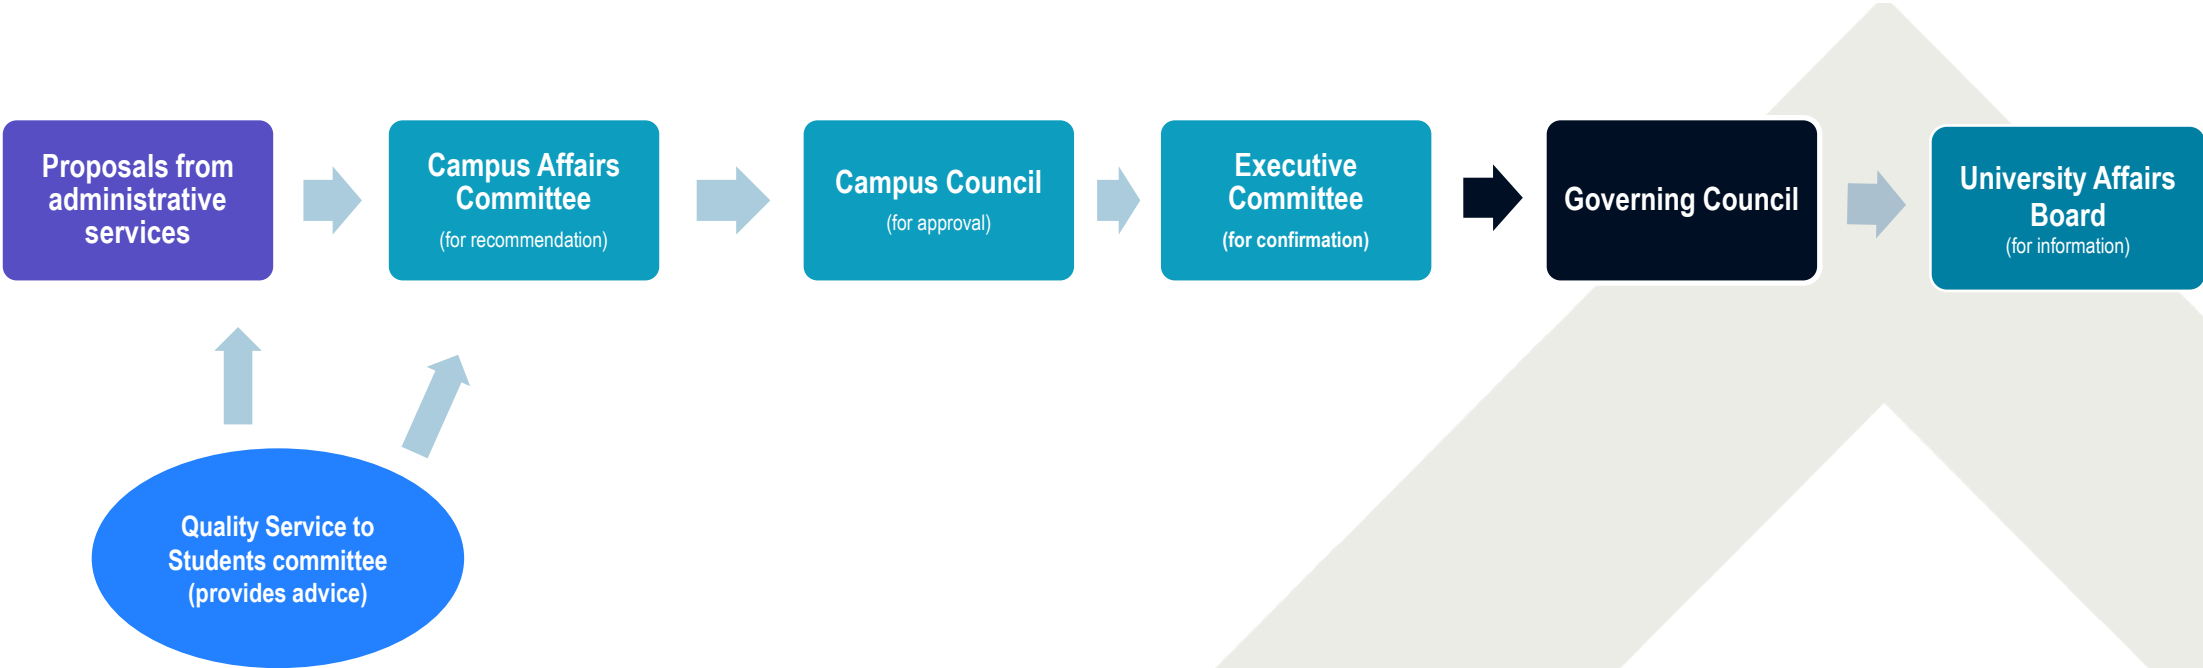 Proposals from
administrative
services
Campus Affairs
Committee
(for recommendation)
Campus Council
(for approval)
Executive
Committee
(for confirmation)
Governing Council
University Affairs
Board
(for information)
Quality Service to
Students committee
(provides advice)